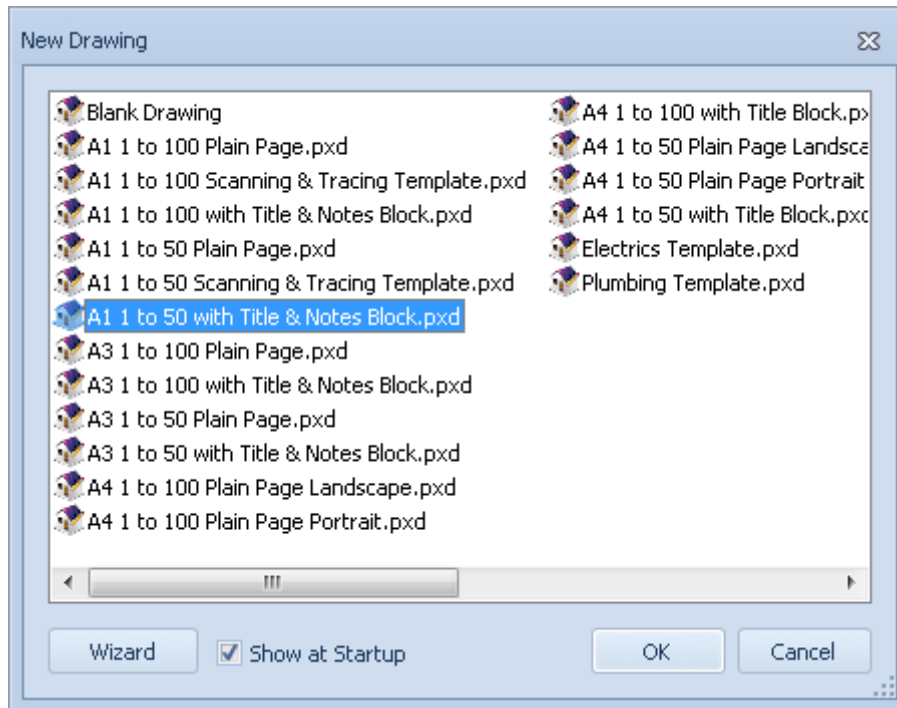 New Drawing
Blank Drawing
A1 1 to 100 Plain Page.pxd
A1 1 to 100 Scanning & Tracing Template.pxd
A1 1 to 100 with Title & Notes Block.pxd
A1 1 to 50 Plain Page.pxd
A1 1 to 50 Scanning & Tracing Template.pxd
A1 1 to 50 with Title & Notes Block.pxd
A3 1 to 100 Plain Page.pxd
A3 1 to 100 with Title & Notes Block.pxd
A3 1 to 50 Plain Page.pxd
A3 1 to 50 with Title & Notes Block.pxd
A4 1 to 100 Plain Page Landscape.pxd
A4 1 to 100 Plain Page Portrait.pxd
A4 1 to 100 with Title Block.p
A4 1 to 50 Plain Page Landsca
A4 1 to 50 Plain Page Portrait
A4 1 to 50 with Title Block.px
Electrics Template.pxd
Plumbing Template.pxd
Wizard
Show at Startup
OK
Cancel